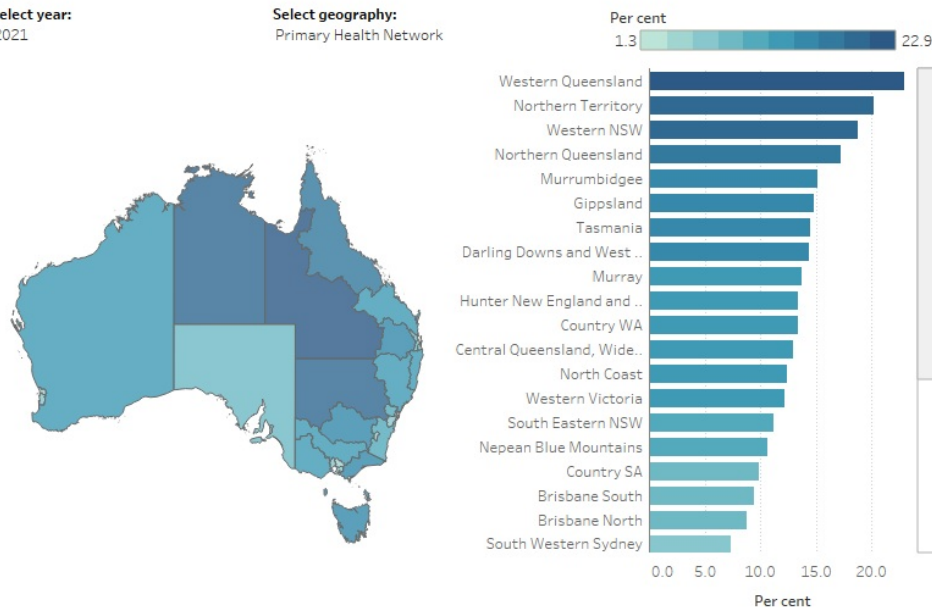 elect year:
2021
Select geography:
Primary Health Network
Per cent
1.3 22.9
Western Queensland
Northern Territory
Western NSW
Northern Queensland
Murrumbidgee
Gippsland
Tasmania
Darling Downs and West ..
Murray
Hunter New England and ..
Country WA
Central Queensland, Wide..
North Coast
Western Victoria
South Eastern NSW
Nepean Blue Mountains
Country SA
Brisbane South
Brisbane North
South Western Sydney
0.0 5.0 10.0 15.0 20.0
Per cent